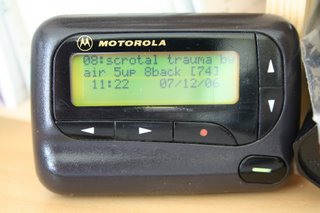 MOTOROLA
08:scrotal trauma by
air 5up 8back [74]
11:22 07/12/06